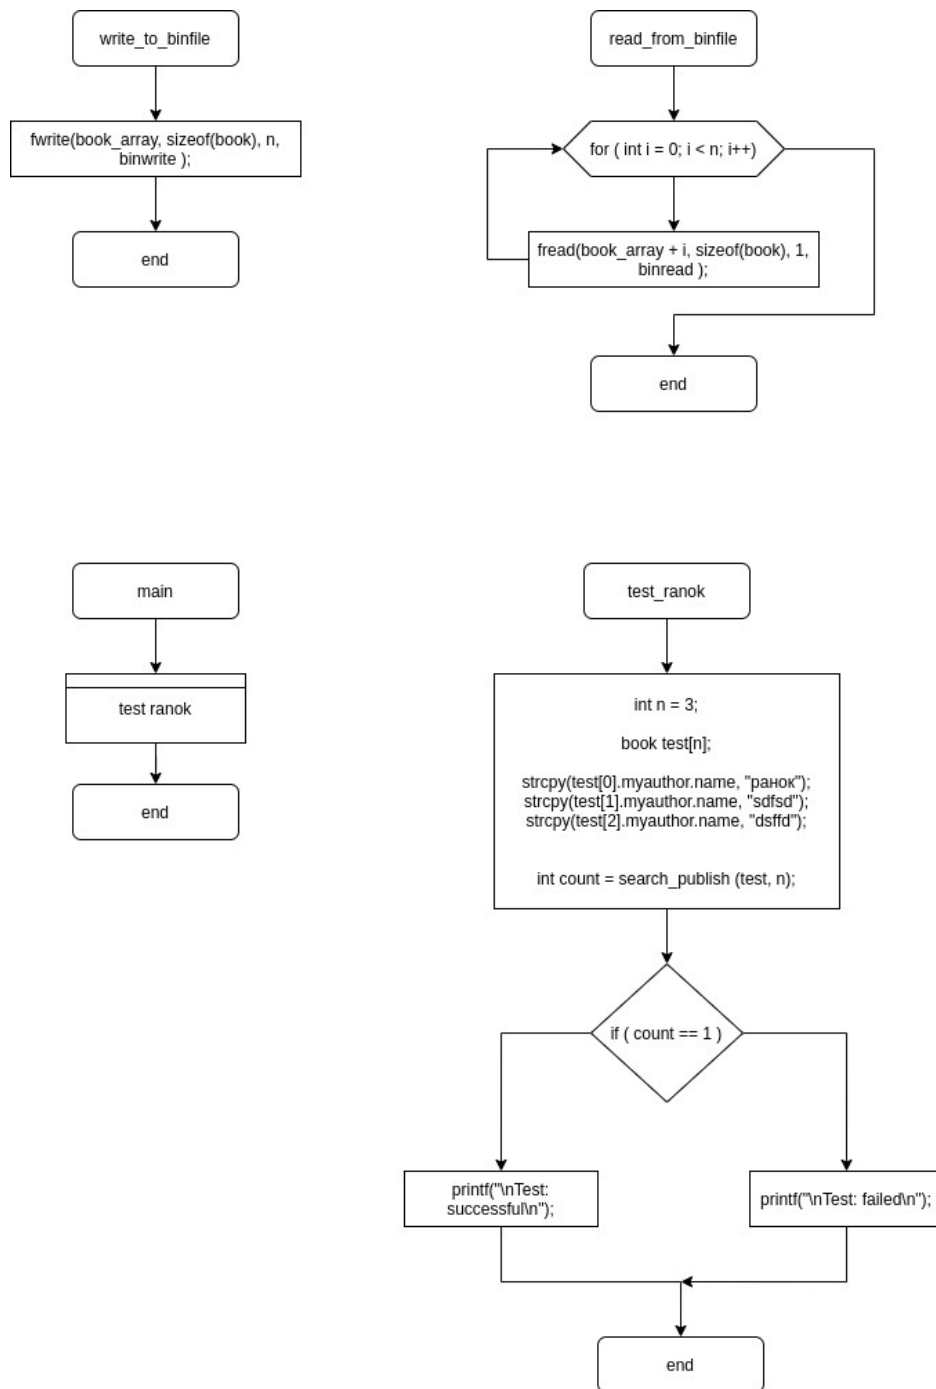 write_to_binfile
fwrite(book_array, sizeof(book), n,
binwrite );
end
read_from_binfile
for ( int i = 0; i < n; i++)
fread(book_array + i, sizeof(book), 1,
binread );
end
main
test ranok
end
test_ranok
int n = 3;
book test[n];
strcpy(test[0].myauthor.name, "ранок");
strcpy(test[1].myauthor.name, "sdfsd");
strcpy(test[2].myauthor.name, "dsffd");
int count = search_publish (test, n);
if ( count == 1 )
printf("\nTest:
successful\n");
printf("\nTest: failed\n");
end